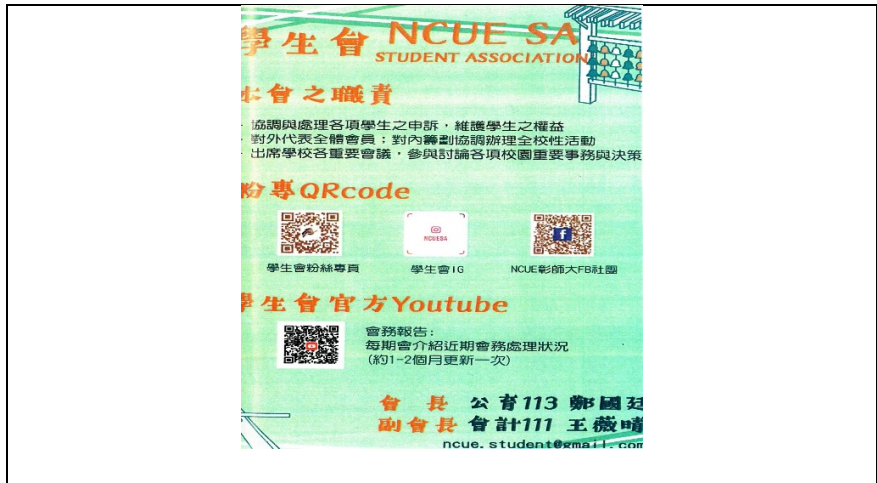 學生會 NCUE SA
STUDENT ASSOCIATION
本會之職責
協調與處理各項學生之申訴，維護學生之權益
對外代表全體會員；對內籌劃協調辦理全校性活動
出席學校各重要會議，參與討論各項校園重要事務與決策
粉專QRcode
NCUESA
學生會粉絲專頁 學生會IG NCUE彰師大FB社團
學生會官方Youtube
會務報告:
每期會介紹近期會務處理狀況
(約1-2個月更新一次)
會長 公育113 鄭國廷
副會長 會計111 王薇晴
ncue.student@gmail.com